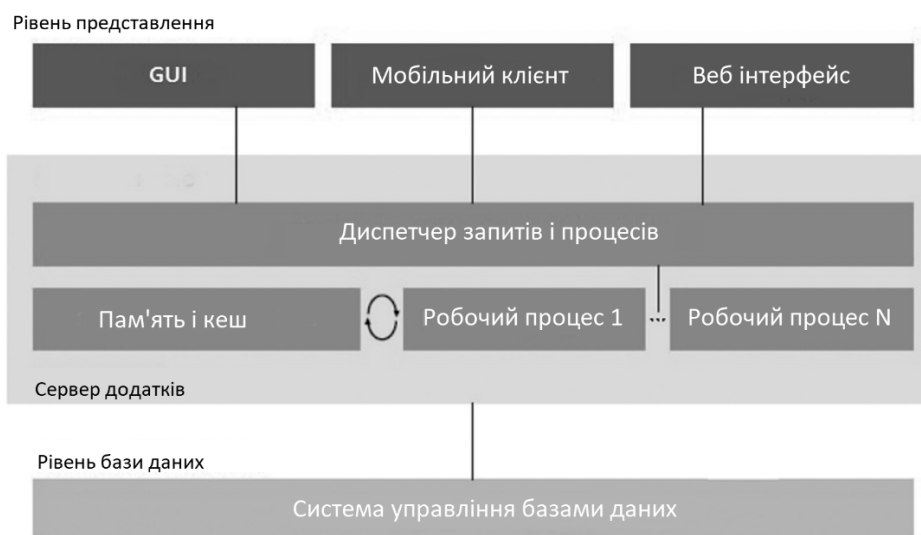 Рівень представлення
GUI
Мобільний клієнт
Веб інтерфейс
Диспетчер запитів і процесів
Пам'ять і кеш
Робочий процес 1
...
Робочий процес N
Сервер додатків
Рівень бази даних
Система управління базами даних